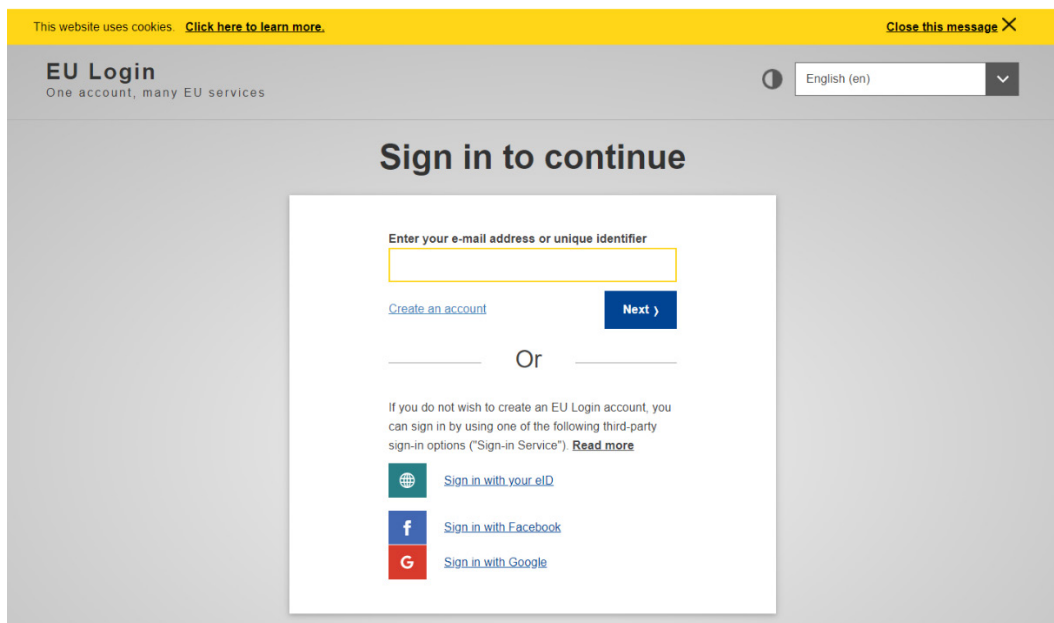 This website uses cookies. Click here to learn more.
Close this message
EU Login
One account, many EU services
English (en)
Sign in to continue
Enter your e-mail address or unique identifier
Create an account
Next ›
Or
If you do not wish to create an EU Login account, you
can sign in by using one of the following third-party
sign-in options ("Sign-in Service"). Read more
Sign in with your eID
f
Sign in with Facebook
G
Sign in with Google